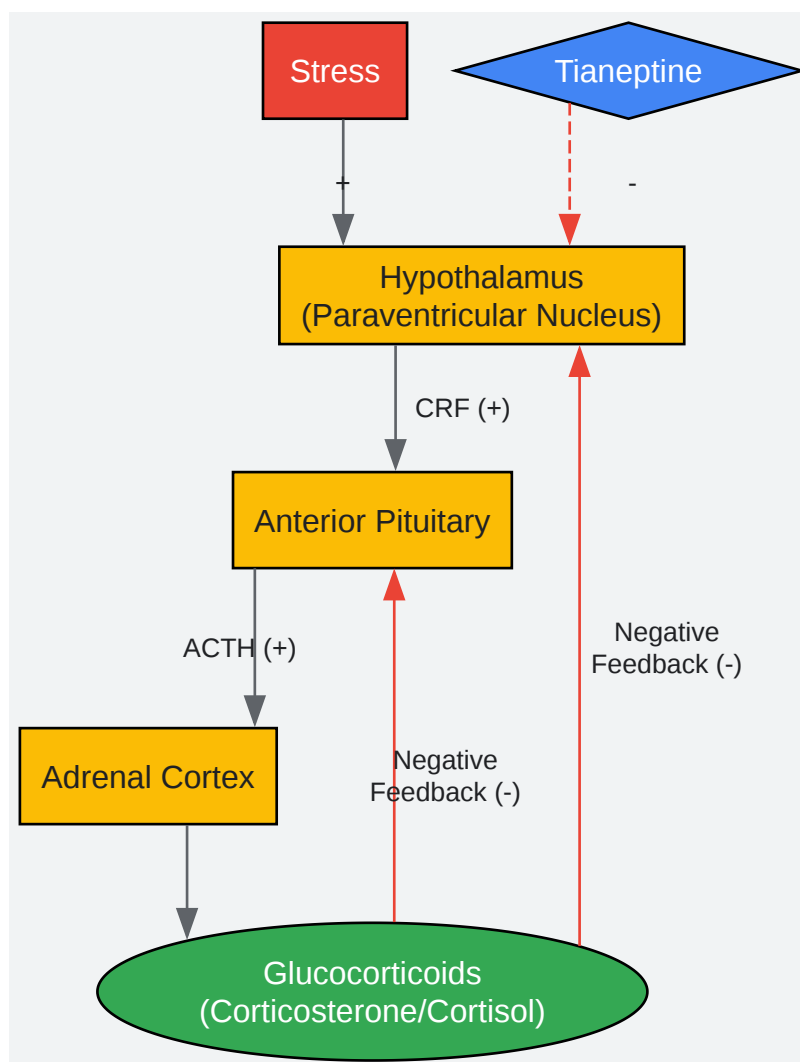 Stress
Tianeptine
+
-
Hypothalamus
(Paraventricular Nucleus)
CRF (+)
Anterior Pituitary
Negative
Feedback (-)
ACTH (+)
Negative
Feedback (-)
Adrenal Cortex
Glucocorticoids
(Corticosterone/Cortisol)